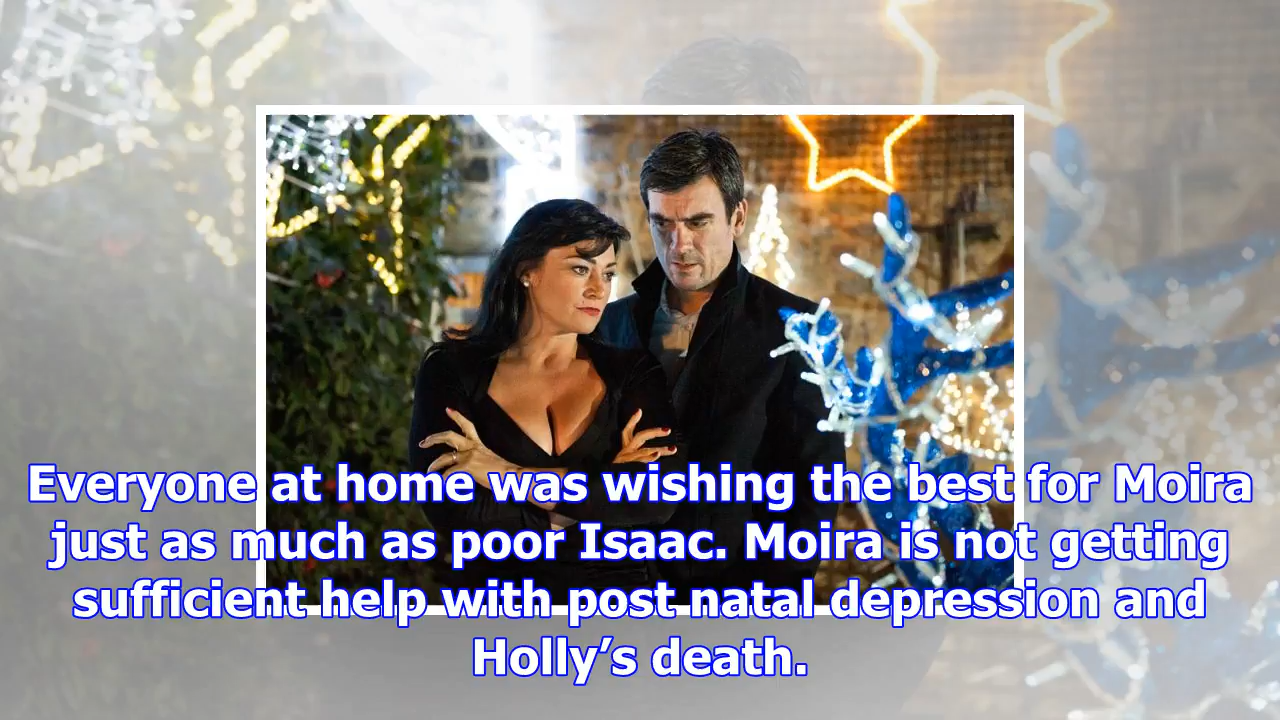 Everyone at home was wishing the best for Moira
just as much as poor Isaac. Moira is not getting
sufficient help with post natal depression and
Holly’s death.